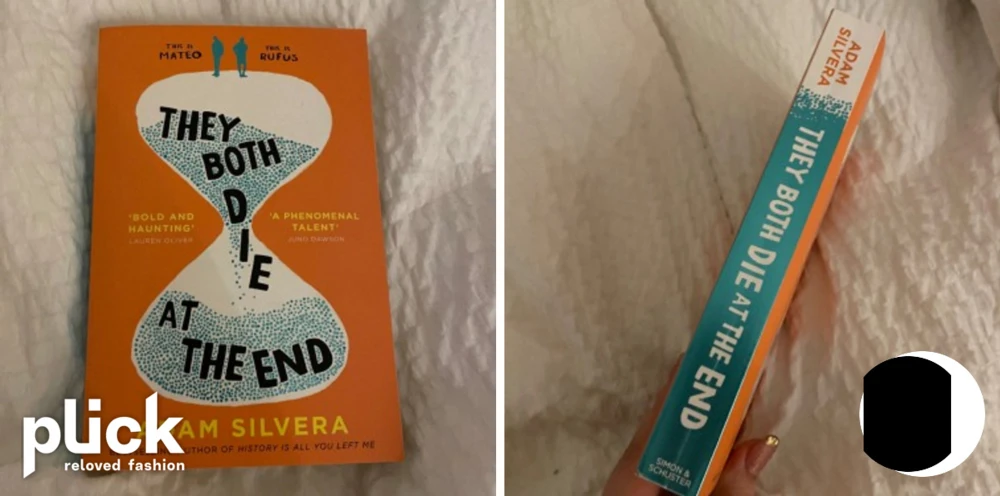 THIS IS
MATEO
THIS IS
RUFUS
THEY
BOTH
DIE
AT
THE END
'BOLD AND
HAUNTING'
LAUREN OLIVER
'A PHENOMENAL
TALENT'
JUNO DAWSON
AM SILVERA
AUTHOR OF HISTORY IS ALL YOU LEFT ME
plick
reloved fashion
ADAM
SILVERA
THEY BOTH DIE AT THE END
SIMON &
SCHUSTER